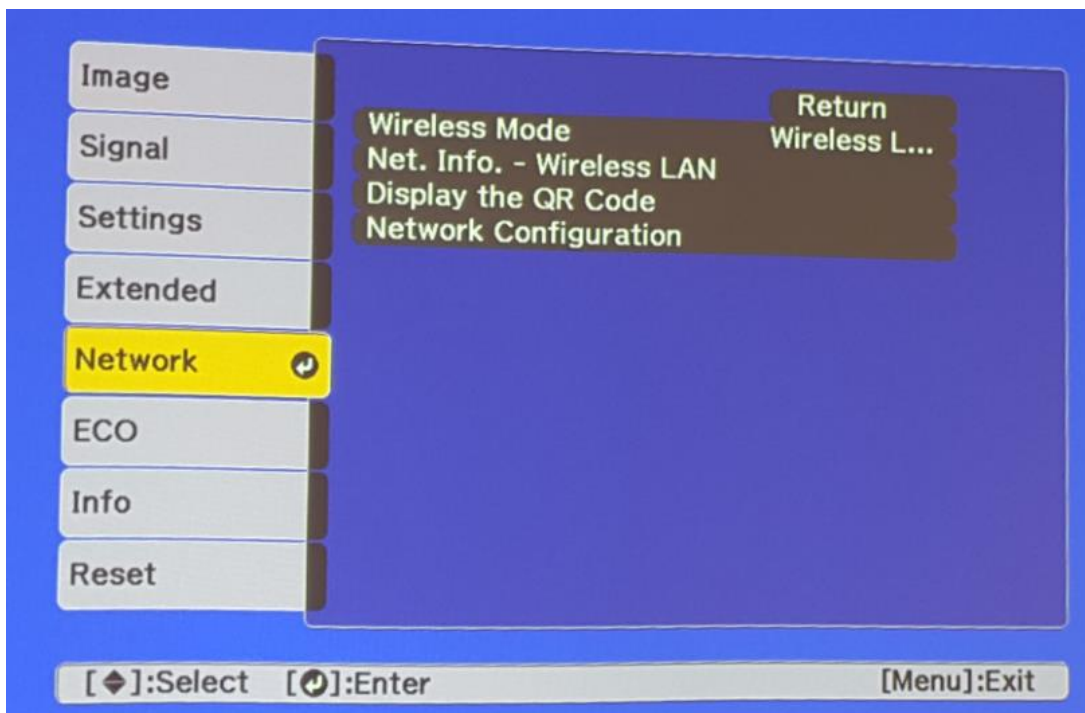 Image
Signal
Settings
Extended
Network
ECO
Info
Reset
Return
Wireless Mode Wireless L...
Net. Info. - Wireless LAN
Display the QR Code
Network Configuration
[◆]:Select [↵]:Enter [Menu]:Exit